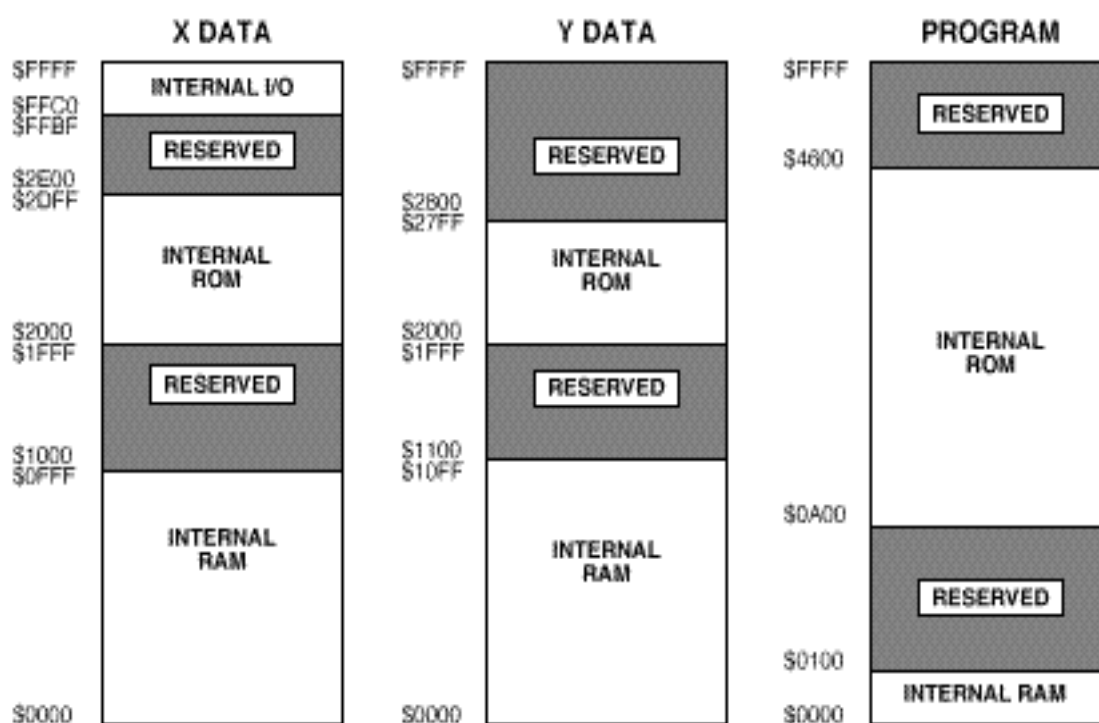 X DATA
$FFFF
INTERNAL I/O
$FFC0
$FFBF
RESERVED
$2E00
$2DFF
INTERNAL
ROM
$2000
$1FFF
RESERVED
$1000
$0FFF
INTERNAL
RAM
$0000
Y DATA
$FFFF
RESERVED
$2800
$27FF
INTERNAL
ROM
$2000
$1FFF
RESERVED
$1100
$10FF
INTERNAL
RAM
$0000
PROGRAM
$FFFF
RESERVED
$4600
INTERNAL
ROM
$0A00
RESERVED
$0100
INTERNAL RAM
$0000